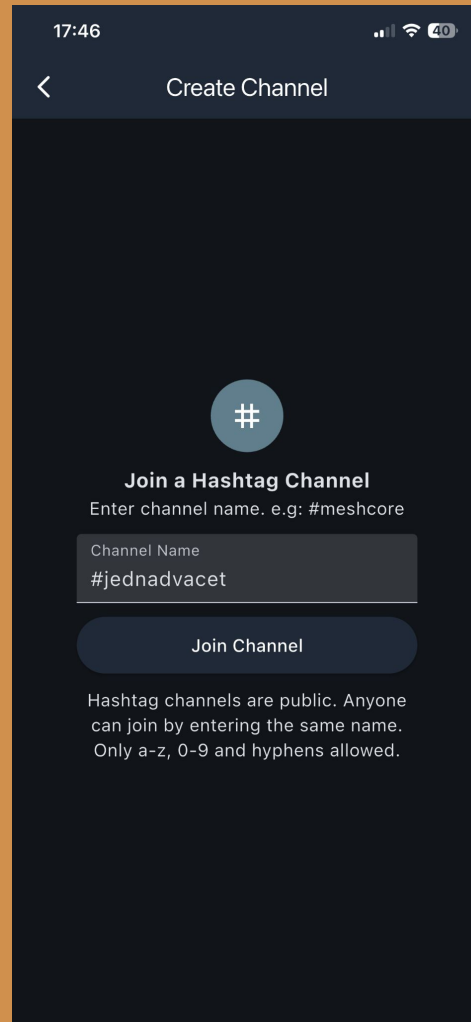 17:46
40
Create Channel
#
Join a Hashtag Channel
Enter channel name. e.g: #meshcore
Channel Name
#jednadvacet
Join Channel
Hashtag channels are public. Anyone
can join by entering the same name.
Only a-z, 0-9 and hyphens allowed.